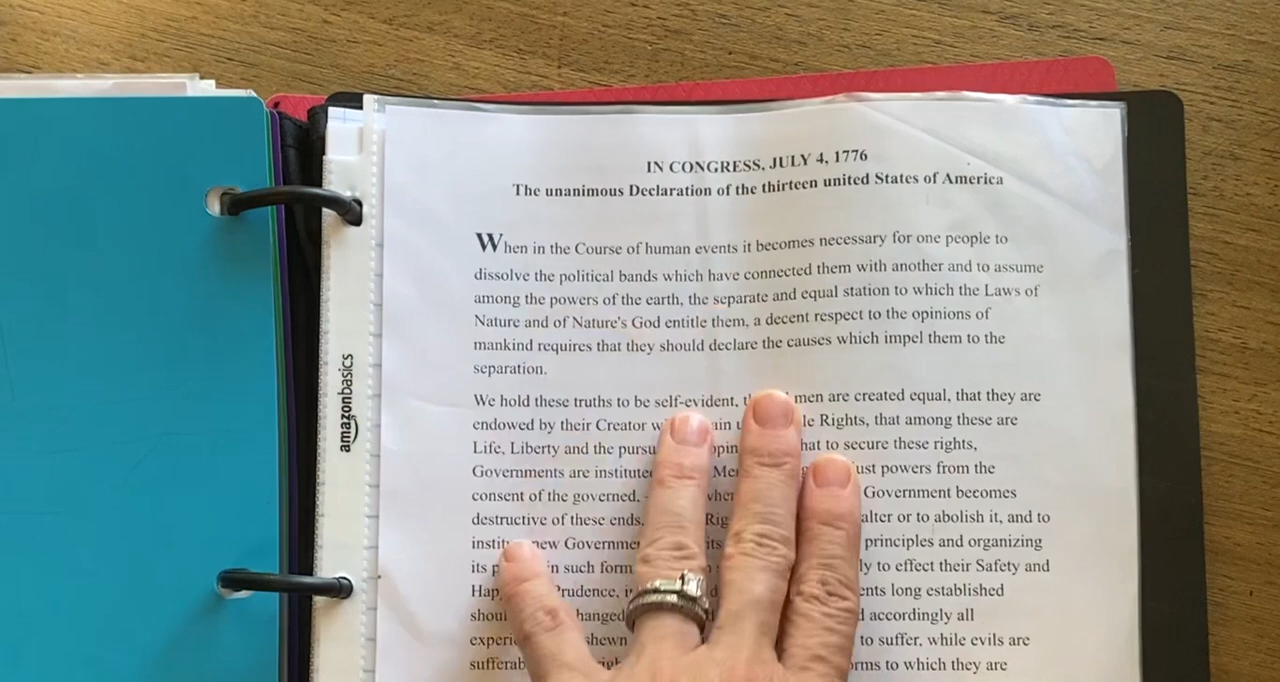 IN CONGRESS, JULY 4, 1776
The unanimous Declaration of the thirteen united States of America
When in the Course of human events it becomes necessary for one people to
dissolve the political bands which have connected them with another and to assume
among the powers of the earth, the separate and equal station to which the Laws of
Nature and of Nature's God entitle them, a decent respect to the opinions of
mankind requires that they should declare the causes which impel them to the
separation.
We hold these truths to be self-evident, men are created equal, that they are
endowed by their Creator Rights, that among these are
Life, Liberty and the to secure these rights,
Governments are powers from the
consent of the governed, Government becomes
destructive of these ends, alter or to abolish it, and to
new principles and organizing
its in such form to effect their Safety and
Prudence, long established
accordingly all
shewn to suffer, while evils are
to which they are
amazonbasics